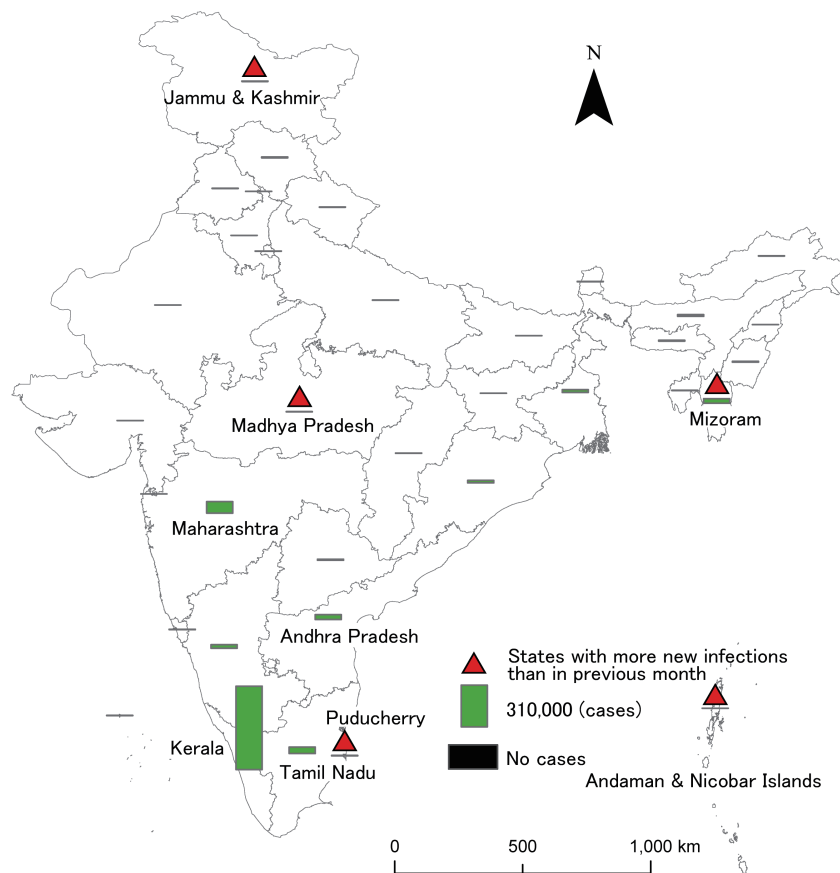 N
Jammu & Kashmir
Madhya Pradesh
Mizoram
Maharashtra
Andhra Pradesh
States with more new infections
than in previous month
310,000 (cases)
Puducherry
Kerala
No cases
Tamil Nadu
Andaman & Nicobar Islands
0 500 1,000 km